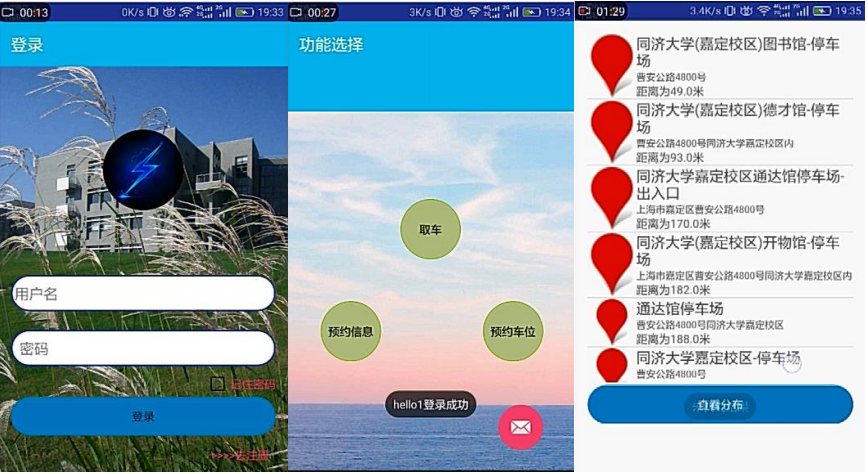 00:13
0K/s
19:33
登录
用户名
密码
记住密码
登录
>>>>去注册
00:27
3K/s
19:34
功能选择
取车
预约信息
预约车位
hello1登录成功
01:29
3.4K/s
19:35
同济大学(嘉定校区)图书馆-停车
场
曹安公路4800号
距离为49.0米
同济大学(嘉定校区)德才馆-停车
场
曹安公路4800号同济大学嘉定校区内
距离为93.0米
同济大学嘉定校区通达馆停车场-
出入口
上海市嘉定区曹安公路4800号
距离为170.0米
同济大学(嘉定校区)开物馆-停车
场
上海市嘉定区曹安公路4800号同济大学嘉定校区内
距离为182.0米
通达馆停车场
曹安公路4800号同济大学嘉定校区
距离为188.0米
同济大学嘉定校区-停车场
曹安公路4800号
查看分布